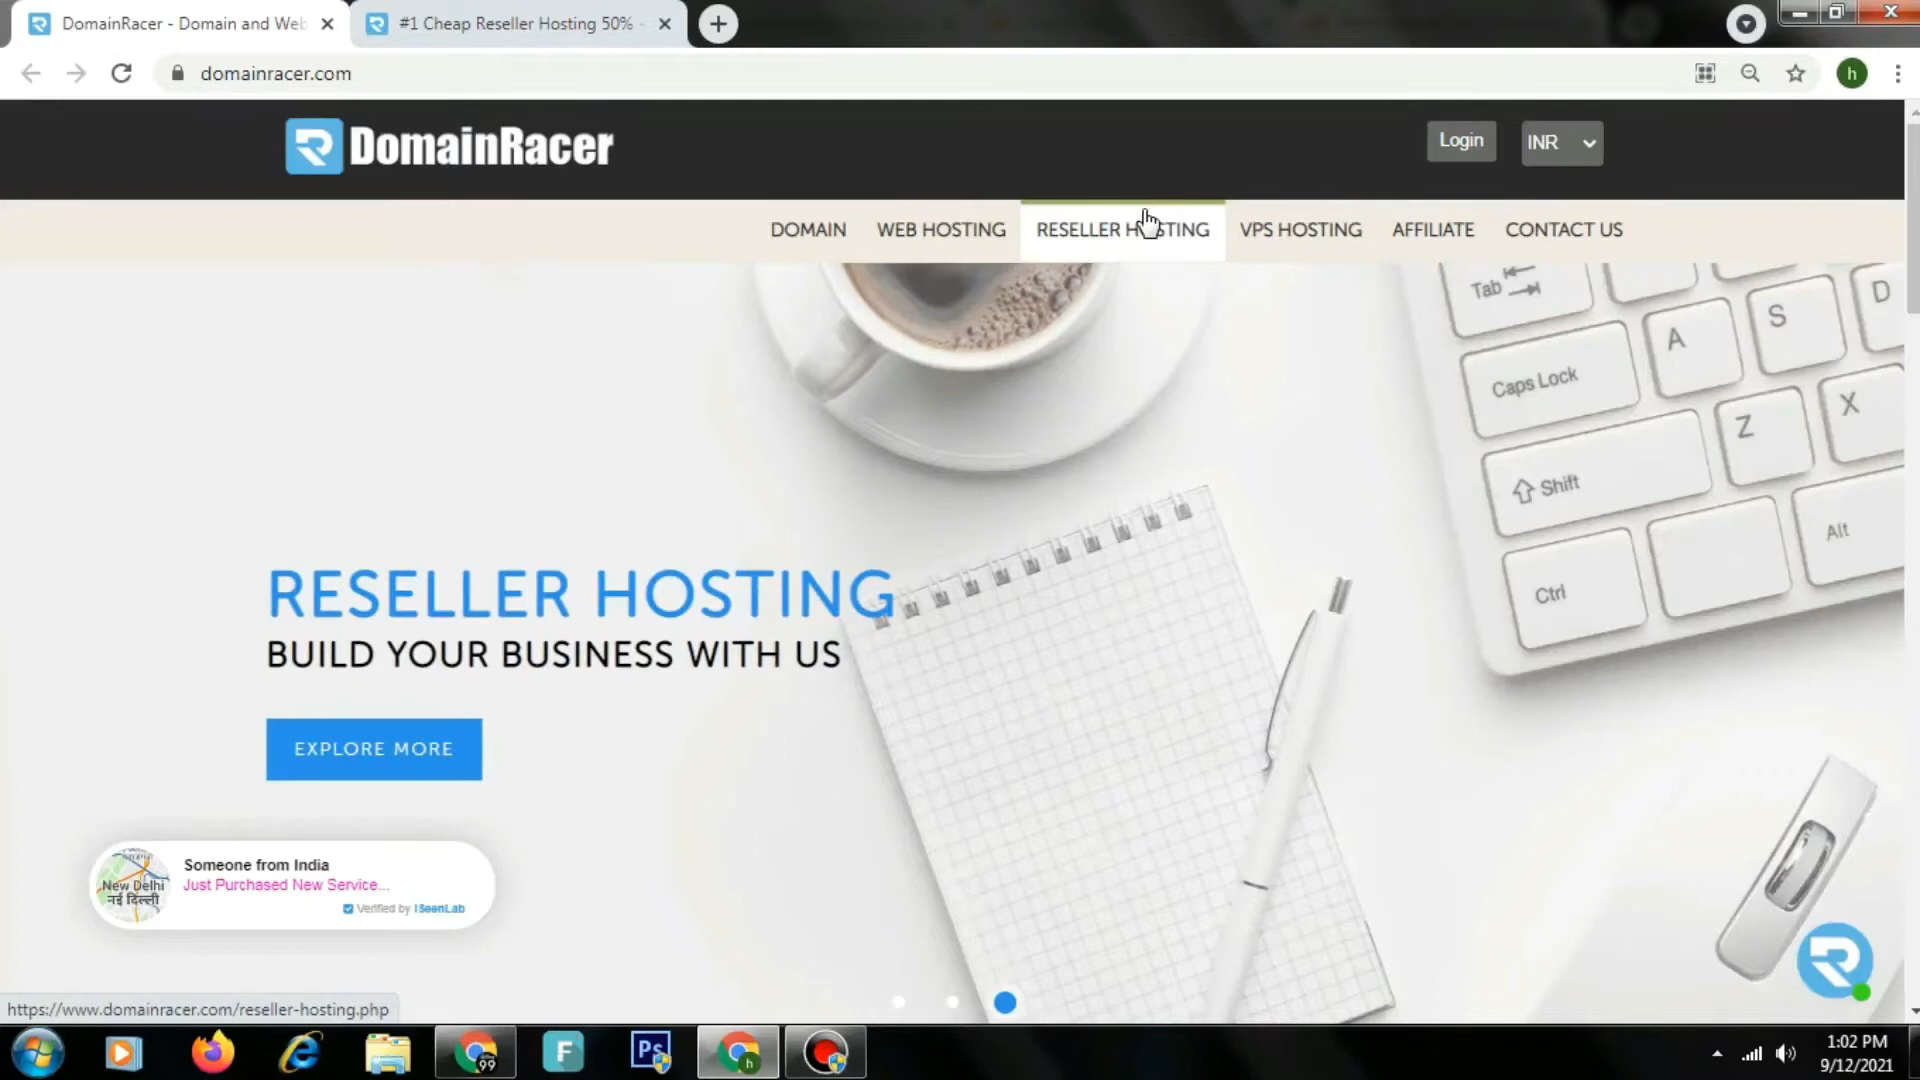 DomainRacer - Domain and Web
#1 Cheap Reseller Hosting 50% -
domainracer.com
h
DomainRacer
Login
INR
DOMAIN
WEB HOSTING
RESELLER HOSTING
VPS HOSTING
AFFILIATE
CONTACT US
Tab
Caps Lock
A
S
D
Shift
Z
X
Ctrl
Alt
RESELLER HOSTING
BUILD YOUR BUSINESS WITH US
EXPLORE MORE
New Delhi
नई दिल्ली
Someone from India
Just Purchased New Service...
Verified by ISeenLab
https://www.domainracer.com/reseller-hosting.php
99
F
Ps
h
1:02 PM
9/12/2021